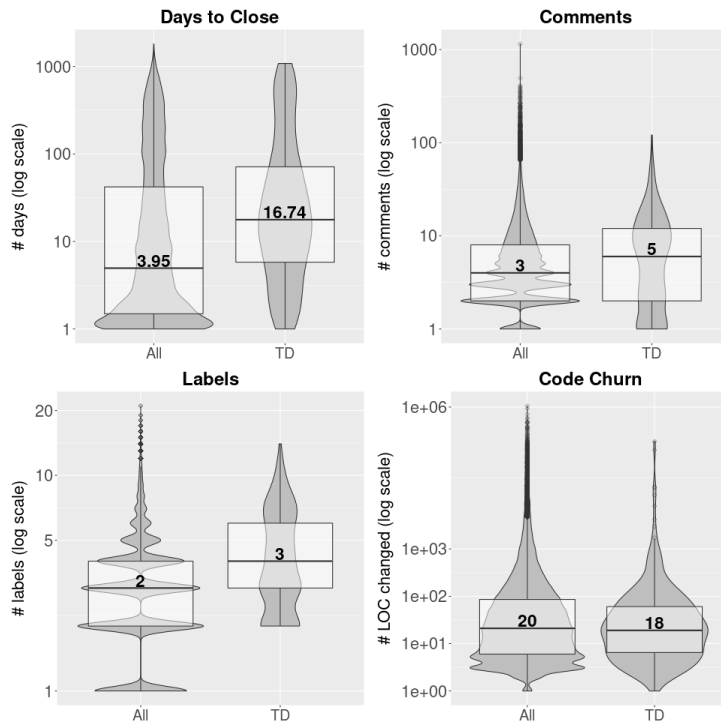 Days to Close
# days (log scale)
1000
100
10
1
3.95
16.74
All
TD
Comments
# comments (log scale)
1000
100
10
1
3
5
All
TD
Labels
# labels (log scale)
20
10
5
1
2
3
All
TD
Code Churn
# LOC changed (log scale)
1e+06
1e+03
1e+02
1e+01
1e+00
20
18
All
TD